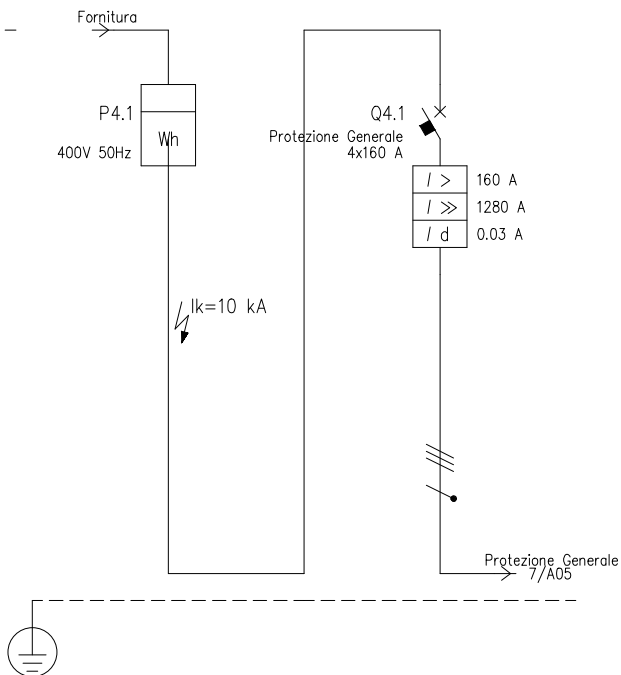 Fornitura
P4.1
Wh
400V 50Hz
Ik=10 kA
Q4.1
Protezione Generale
4x160 A
I > 160 A
I >> 1280 A
I d 0.03 A
Protezione Generale
7/A05